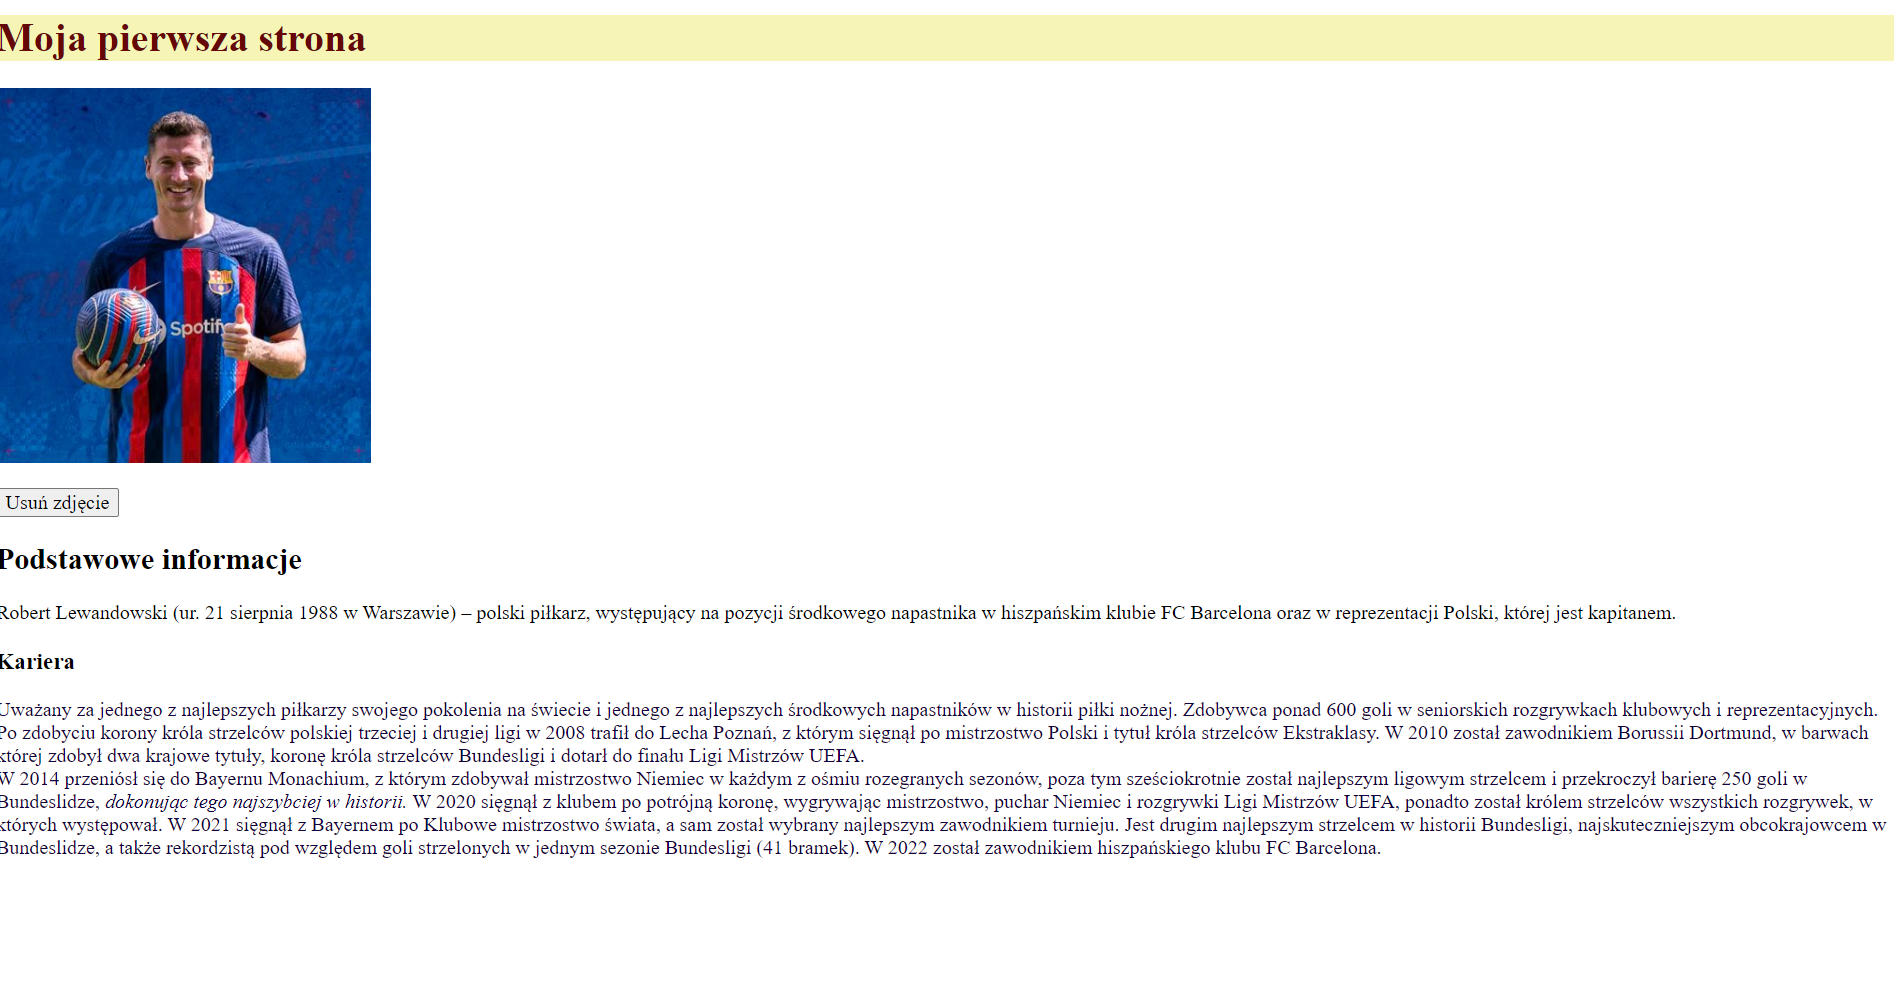 Moja pierwsza strona
Spotify
Usuń zdjęcie
Podstawowe informacje
Robert Lewandowski (ur. 21 sierpnia 1988 w Warszawie) – polski piłkarz, występujący na pozycji środkowego napastnika w hiszpańskim klubie FC Barcelona oraz w reprezentacji Polski, której jest kapitanem.
Kariera
Uważany za jednego z najlepszych piłkarzy swojego pokolenia na świecie i jednego z najlepszych środkowych napastników w historii piłki nożnej. Zdobywca ponad 600 goli w seniorskich rozgrywkach klubowych i reprezentacyjnych.
Po zdobyciu korony króla strzelców polskiej trzeciej i drugiej ligi w 2008 trafił do Lecha Poznań, z którym sięgnął po mistrzostwo Polski i tytuł króla strzelców Ekstraklasy. W 2010 został zawodnikiem Borussii Dortmund, w barwach
której zdobył dwa krajowe tytuły, koronę króla strzelców Bundesligi i dotarł do finału Ligi Mistrzów UEFA.
W 2014 przeniósł się do Bayernu Monachium, z którym zdobywał mistrzostwo Niemiec w każdym z ośmiu rozegranych sezonów, poza tym sześciokrotnie został najlepszym ligowym strzelcem i przekroczył barierę 250 goli w
Bundeslidze, dokonując tego najszybciej w historii. W 2020 sięgnął z klubem po potrójną koronę, wygrywając mistrzostwo, puchar Niemiec i rozgrywki Ligi Mistrzów UEFA, ponadto został królem strzelców wszystkich rozgrywek, w
których występował. W 2021 sięgnął z Bayernem po Klubowe mistrzostwo świata, a sam został wybrany najlepszym zawodnikiem turnieju. Jest drugim najlepszym strzelcem w historii Bundesligi, najskuteczniejszym obcokrajowcem w
Bundeslidze, a także rekordzistą pod względem goli strzelonych w jednym sezonie Bundesligi (41 bramek). W 2022 został zawodnikiem hiszpańskiego klubu FC Barcelona.